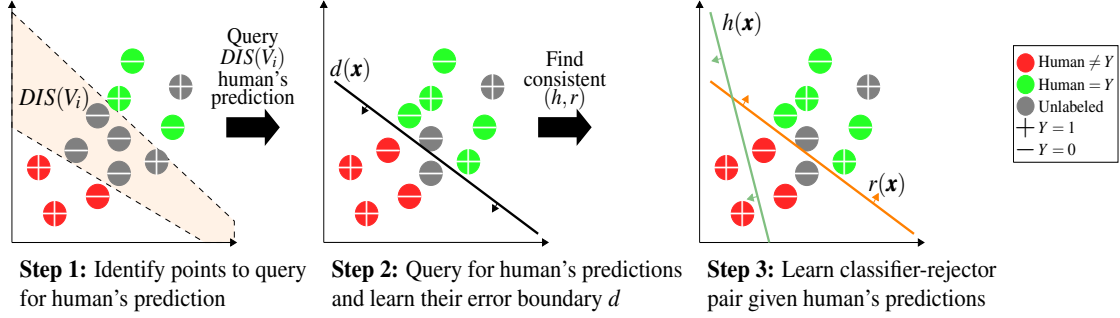 DIS(Vi)
Query
DIS(Vi)
human's
prediction
d(x)
Find
consistent
(h, r)
h(x)
r(x)
Human ≠ Y
Human = Y
Unlabeled
Y = 1
Y = 0
Step 1: Identify points to query
for human's prediction
Step 2: Query for human's predictions
and learn their error boundary d
Step 3: Learn classifier-rejector
pair given human's predictions